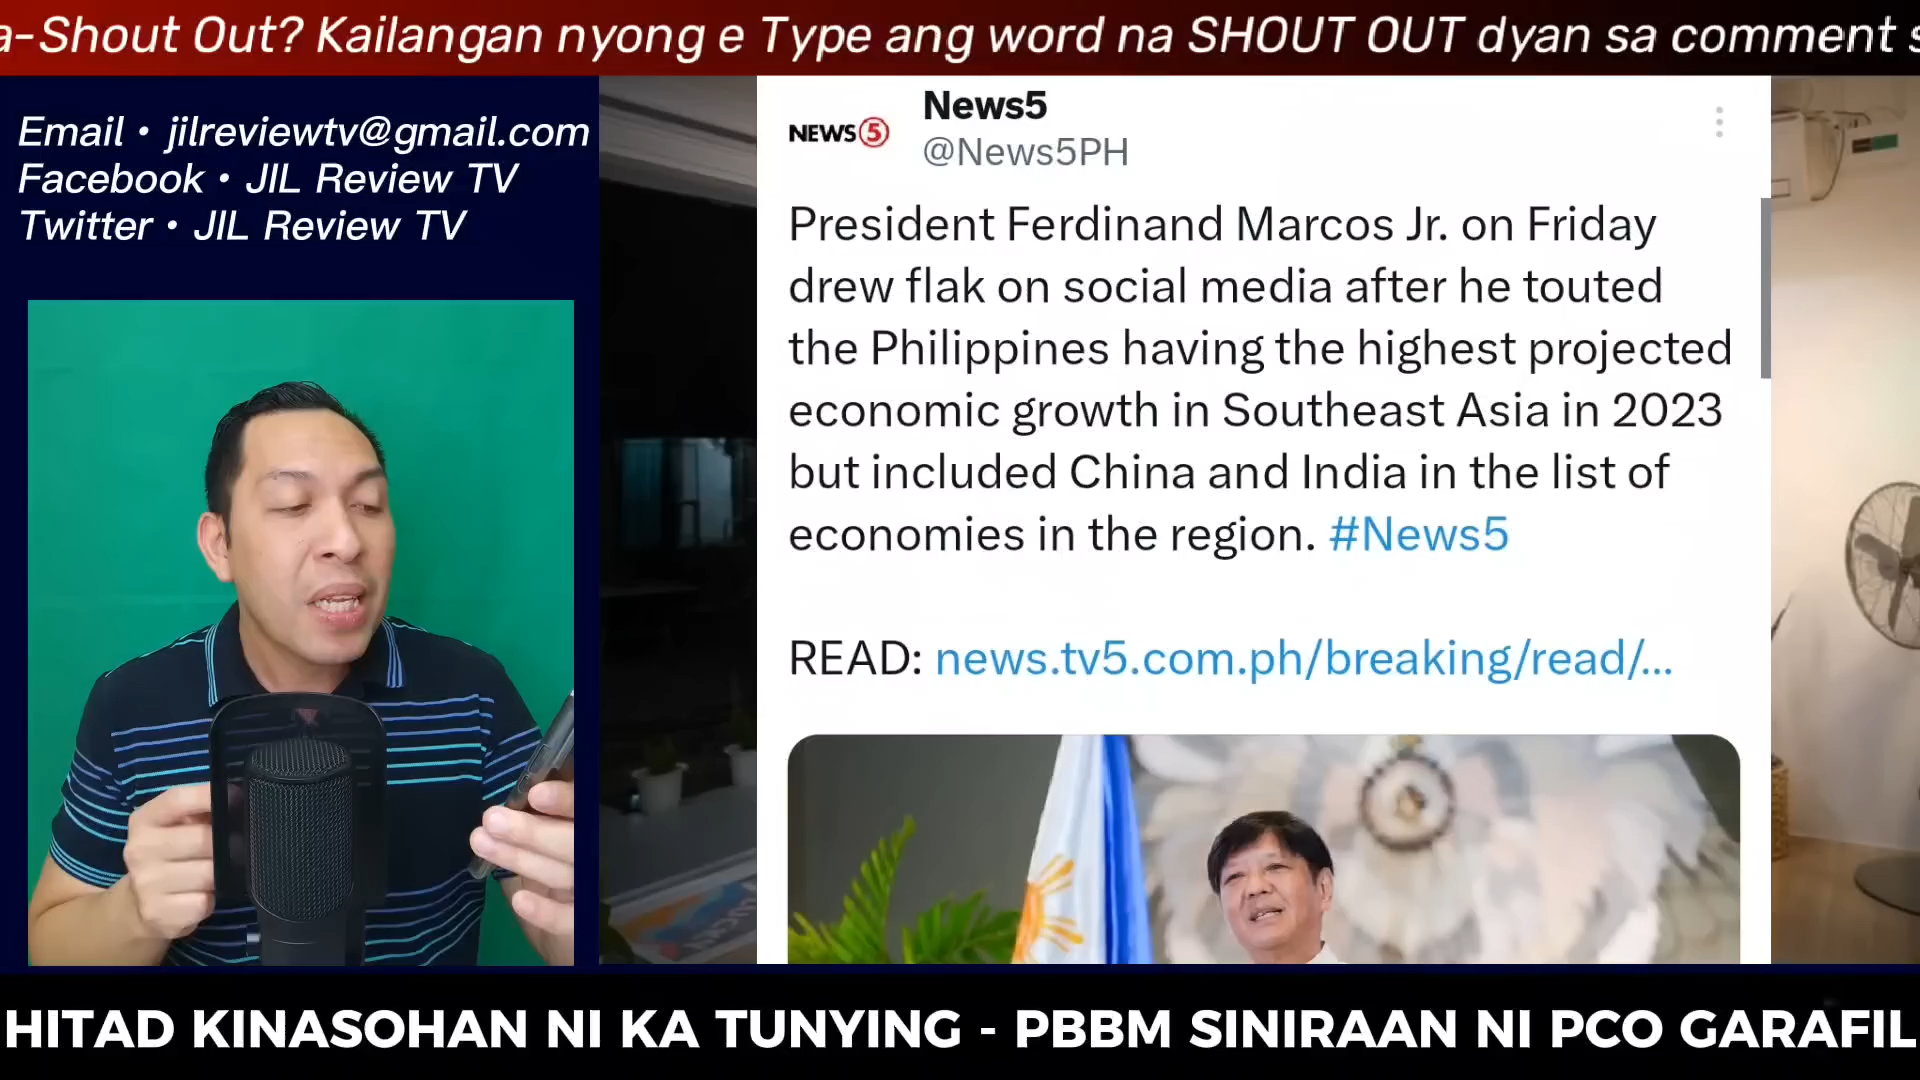 a-Shout Out? Kailangan nyong e Type ang word na SHOUT OUT dyan sa comment s
Email • jilreviewtv@gmail.com
Facebook • JIL Review TV
Twitter • JIL Review TV
NEWS 5
News5
@News5PH
President Ferdinand Marcos Jr. on Friday
drew flak on social media after he touted
the Philippines having the highest projected
economic growth in Southeast Asia in 2023
but included China and India in the list of
economies in the region. #News5
READ: news.tv5.com.ph/breaking/read/...
HITAD KINASOHAN NI KA TUNYING - PBBM SINIRAAN NI PCO GARAFIL